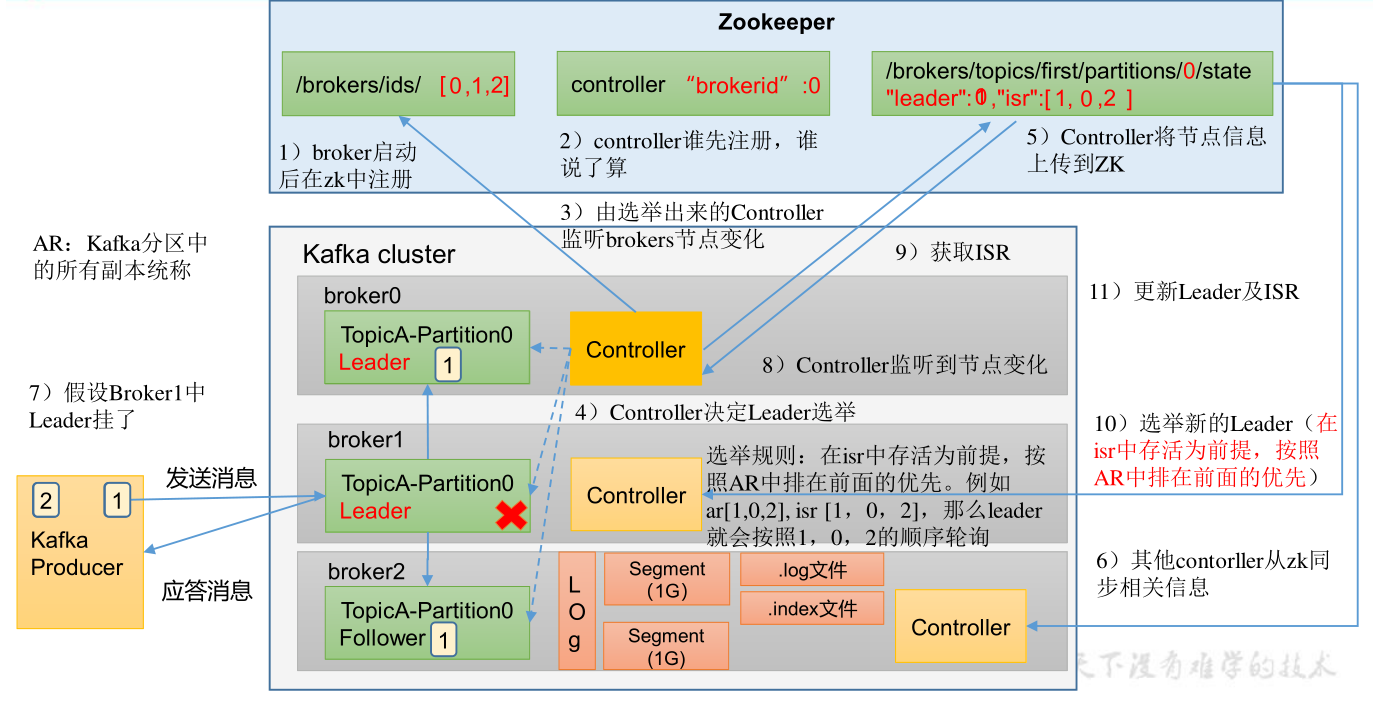 Zookeeper
/brokers/ids/ [0,1,2]
controller “brokerid” :0
/brokers/topics/first/partitions/0/state
"leader": ,"isr":[1, 0 ,2 ]
1）broker启动
后在zk中注册
2）controller谁先注册，谁
说了算
5）Controller将节点信息
上传到ZK
3）由选举出来的Controller
监听brokers节点变化
AR：Kafka分区中
的所有副本统称
Kafka cluster
9）获取ISR
11）更新Leader及ISR
broker0
TopicA-Partition0
Leader 1
Controller
8）Controller监听到节点变化
7）假设Broker1中
Leader挂了
4）Controller决定Leader选举
10）选举新的Leader（在
isr中存活为前提，按照
AR中排在前面的优先）
broker1
TopicA-Partition0
Leader
Controller
选举规则：在isr中存活为前提，按
照AR中排在前面的优先。例如
ar[1,0,2], isr [1，0，2]，那么leader
就会按照1，0，2的顺序轮询
发送消息
2 1
Kafka
Producer
应答消息
6）其他contorller从zk同
步相关信息
broker2
TopicA-Partition0
Follower 1
L
O
g
Segment
(1G)
Segment
(1G)
.log文件
.index文件
Controller
天下没有难学的技术